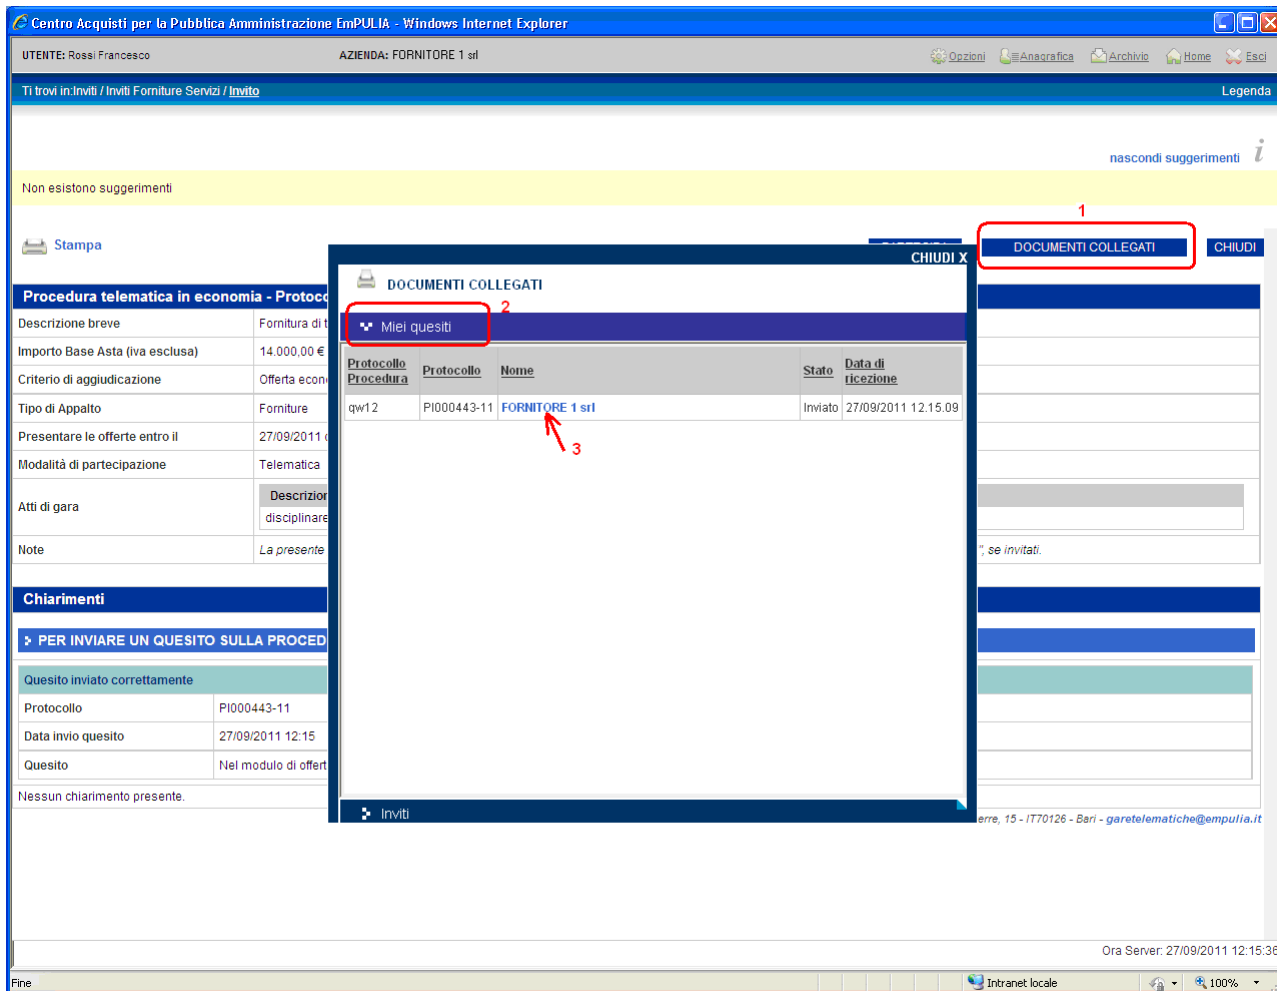 Centro Acquisti per la Pubblica Amministrazione EmPULIA - Windows Internet Explorer
UTENTE: Rossi Francesco AZIENDA: FORNITORE 1 srl Opzioni Anagrafica Archivio Home Esci
Ti trovi in:Inviti / Inviti Forniture Servizi / Invito Legenda
nascondi suggerimenti i
Non esistono suggerimenti
1
Stampa DOCUMENTI COLLEGATI CHIUDI
CHIUDI X
DOCUMENTI COLLEGATI
2
Miei quesiti
Protocollo Procedura Protocollo Nome Stato Data di ricezione
qw12 PI000443-11 FORNITORE 1 srl Inviato 27/09/2011 12.15.09
3
Inviti
Procedura telematica in economia - Protoco
Descrizione breve Fornitura di t
Importo Base Asta (iva esclusa) 14.000,00 €
Criterio di aggiudicazione Offerta econ
Tipo di Appalto Forniture
Presentare le offerte entro il 27/09/2011
Modalità di partecipazione Telematica
Atti di gara Descrizion
disciplinare
Note La presente ", se invitati.
Chiarimenti
PER INVIARE UN QUESITO SULLA PROCED
Quesito inviato correttamente
Protocollo PI000443-11
Data invio quesito 27/09/2011 12:15
Quesito Nel modulo di offert
Nessun chiarimento presente.
erre, 15 - IT70126 - Bari - garetelematiche@empulia.it
Ora Server: 27/09/2011 12:15:36
Fine Intranet locale 100%